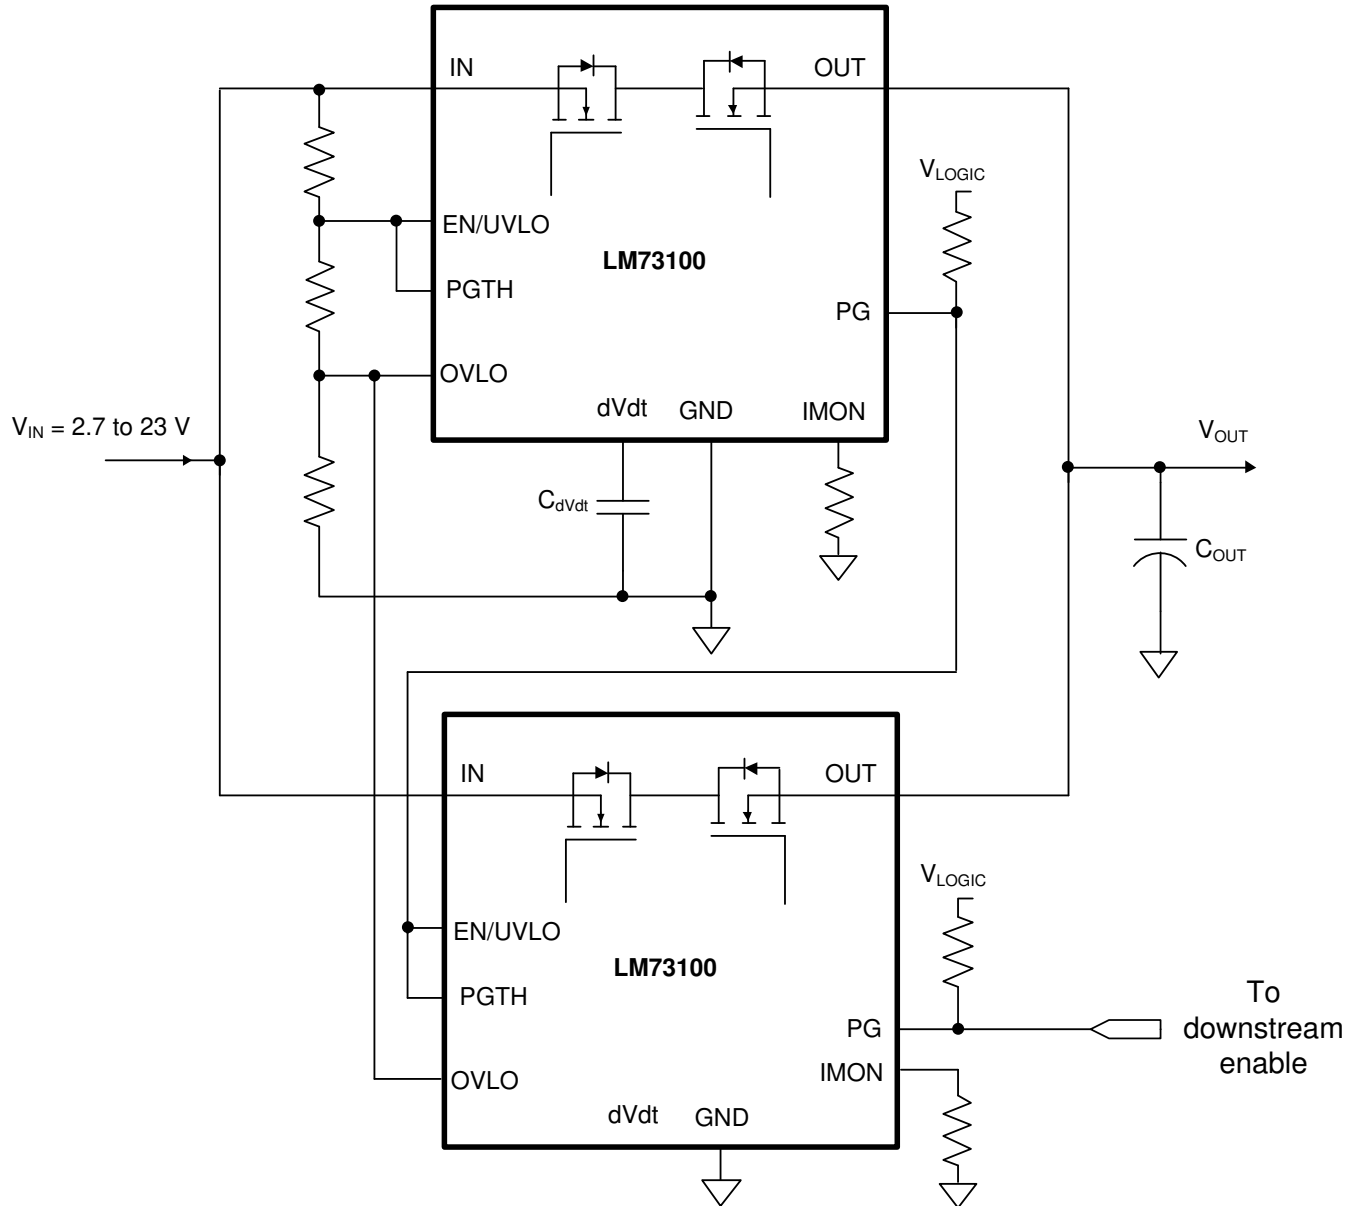 IN
OUT
V_LOGIC
EN/UVLO
LM73100
PGTH
PG
OVLO
dVdt
GND
IMON
V_IN = 2.7 to 23 V
V_OUT
C_dVdt
C_OUT
IN
OUT
V_LOGIC
EN/UVLO
LM73100
PGTH
PG
To
downstream
enable
IMON
OVLO
dVdt
GND